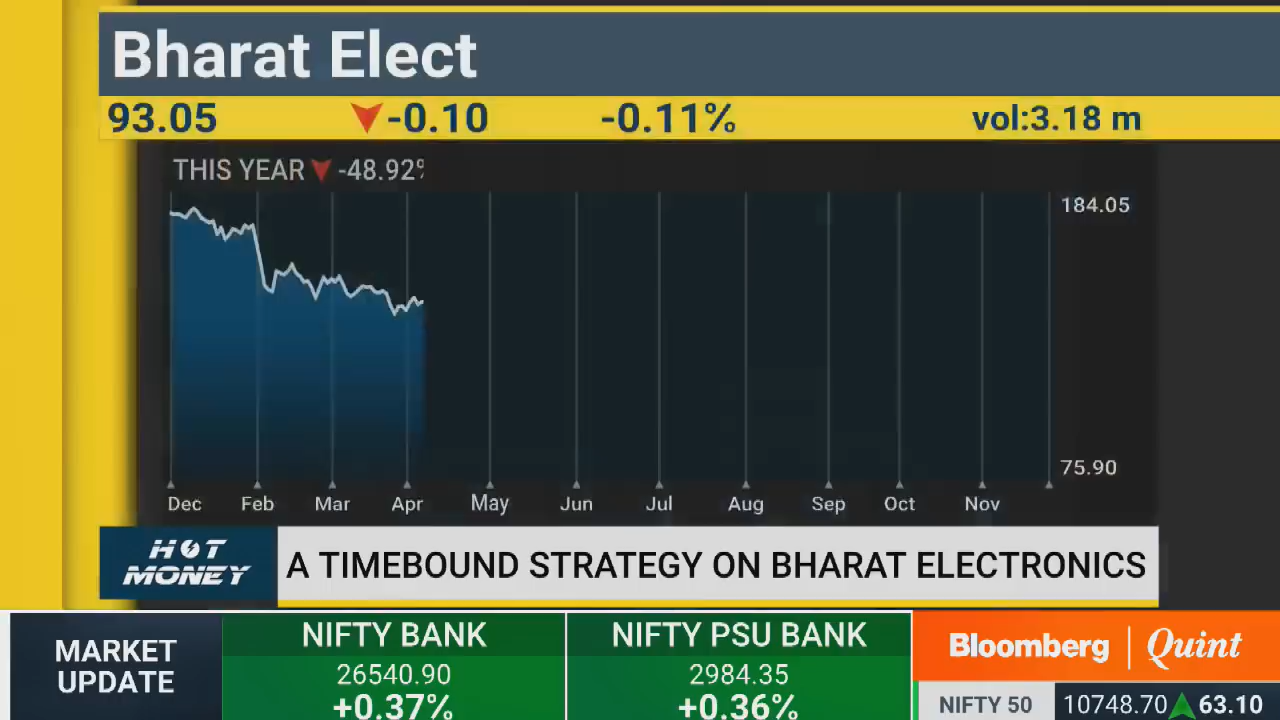 Bharat Elect
93.05 -0.10 -0.11% vol:3.18 m
THIS YEAR -48.92%
184.05
75.90
Dec Feb Mar Apr May Jun Jul Aug Sep Oct Nov
HOT MONEY
A TIMEBOUND STRATEGY ON BHARAT ELECTRONICS
MARKET UPDATE
NIFTY BANK
26540.90
+0.37%
NIFTY PSU BANK
2984.35
+0.36%
Bloomberg | Quint
NIFTY 50 10748.70 63.10